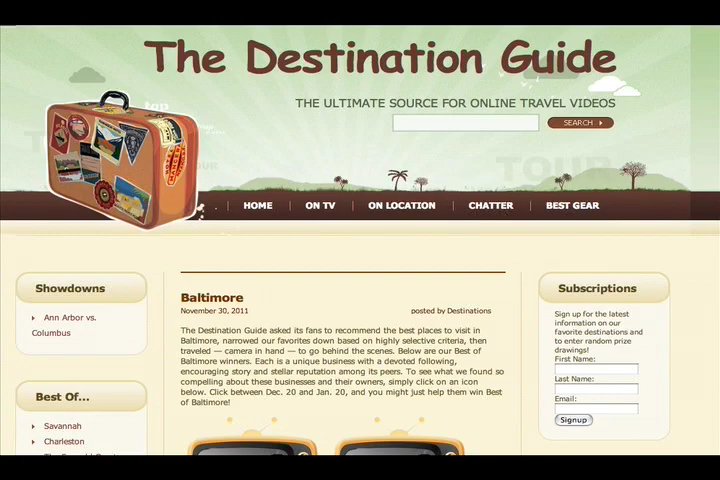 The Destination Guide
THE ULTIMATE SOURCE FOR ONLINE TRAVEL VIDEOS
SEARCH
TOUR
HOME
ON TV
ON LOCATION
CHATTER
BEST GEAR
Showdowns
Ann Arbor vs.
Columbus
Best Of...
Savannah
Charleston
Baltimore
November 30, 2011
posted by Destinations
The Destination Guide asked its fans to recommend the best places to visit in
Baltimore, narrowed our favorites down based on highly selective criteria, then
traveled — camera in hand — to go behind the scenes. Below are our Best of
Baltimore winners. Each is a unique business with a devoted following,
encouraging story and stellar reputation among its peers. To see what we found so
compelling about these businesses and their owners, simply click on an icon
below. Click between Dec. 20 and Jan. 20, and you might just help them win Best
of Baltimore!
Subscriptions
Sign up for the latest
information on our
favorite destinations and
to enter random prize
drawings!
First Name:
Last Name:
Email:
Signup